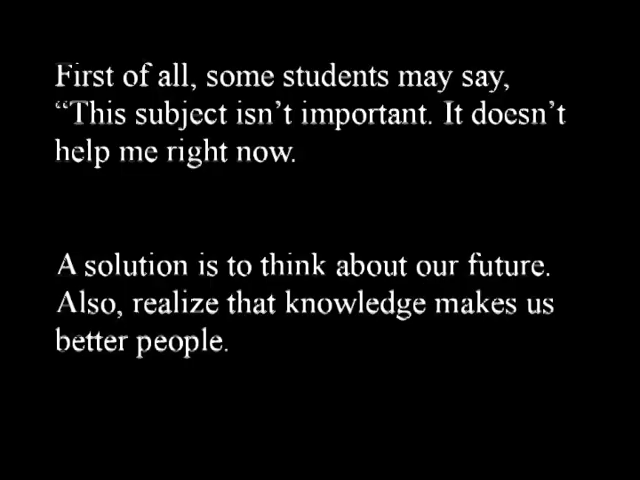 First of all, some students may say,
“This subject isn’t important. It doesn’t
help me right now.
A solution is to think about our future.
Also, realize that knowledge makes us
better people.